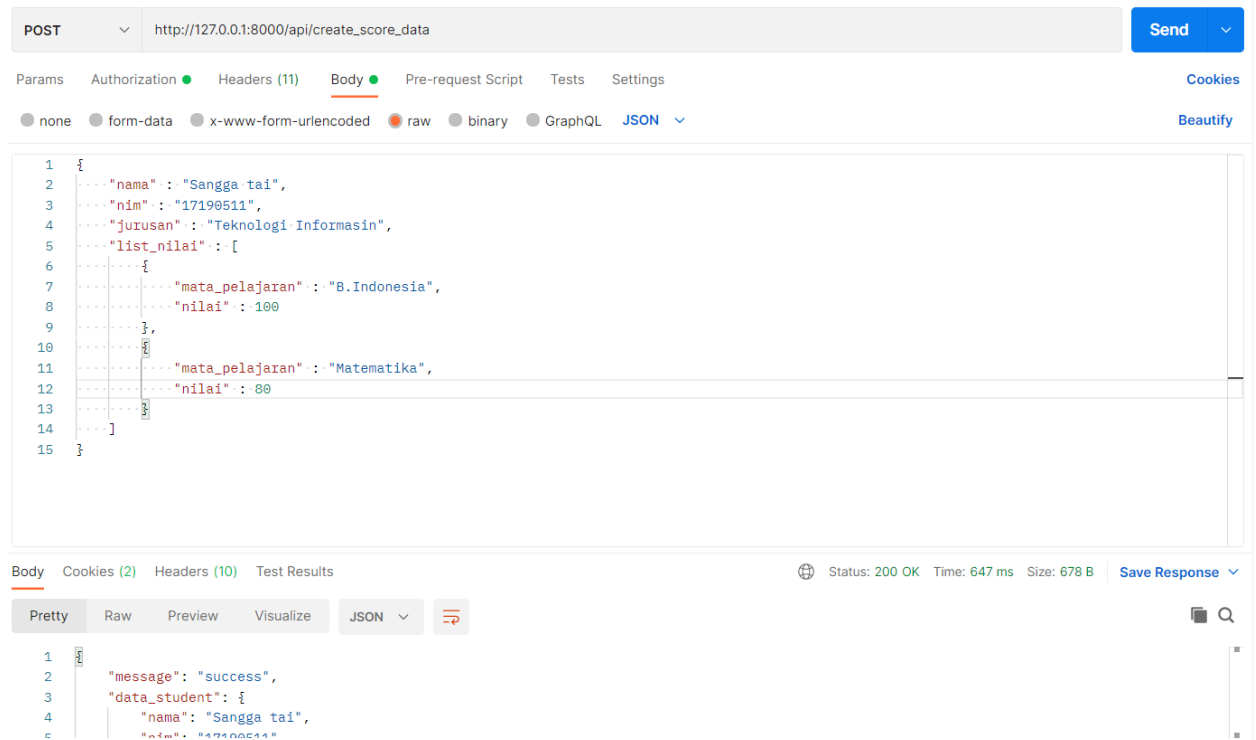 POST http://127.0.0.1:8000/api/create_score_data Send
Params Authorization Headers (11) Body Pre-request Script Tests Settings Cookies
none form-data x-www-form-urlencoded raw binary GraphQL JSON Beautify
1 {
2 "nama" : "Sangga tai",
3 "nim" : "17190511",
4 "jurusan" : "Teknologi Informasin",
5 "list_nilai" : [
6 {
7 "mata_pelajaran" : "B.Indonesia",
8 "nilai" : 100
9 },
10 {
11 "mata_pelajaran" : "Matematika",
12 "nilai" : 80
13 }
14 ]
15 }
Body Cookies (2) Headers (10) Test Results Status: 200 OK Time: 647 ms Size: 678 B Save Response
Pretty Raw Preview Visualize JSON
1 {
2 "message": "success",
3 "data_student": {
4 "nama": "Sangga tai",
5 "nim": "17190511"